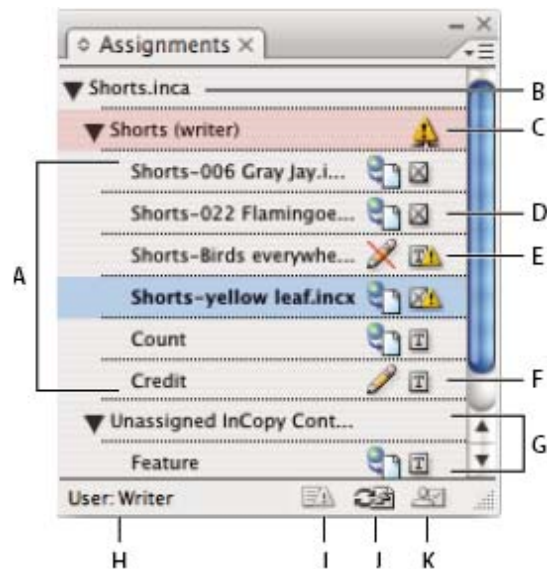 Assignments
Shorts.inca
B
Shorts (writer)
C
Shorts-006 Gray Jay.i...
Shorts-022 Flamingoe...
D
Shorts-Birds everywhe...
E
A
Shorts-yellow leaf.incx
Count
Credit
F
Unassigned InCopy Cont...
G
Feature
User: Writer
H
I
J
K